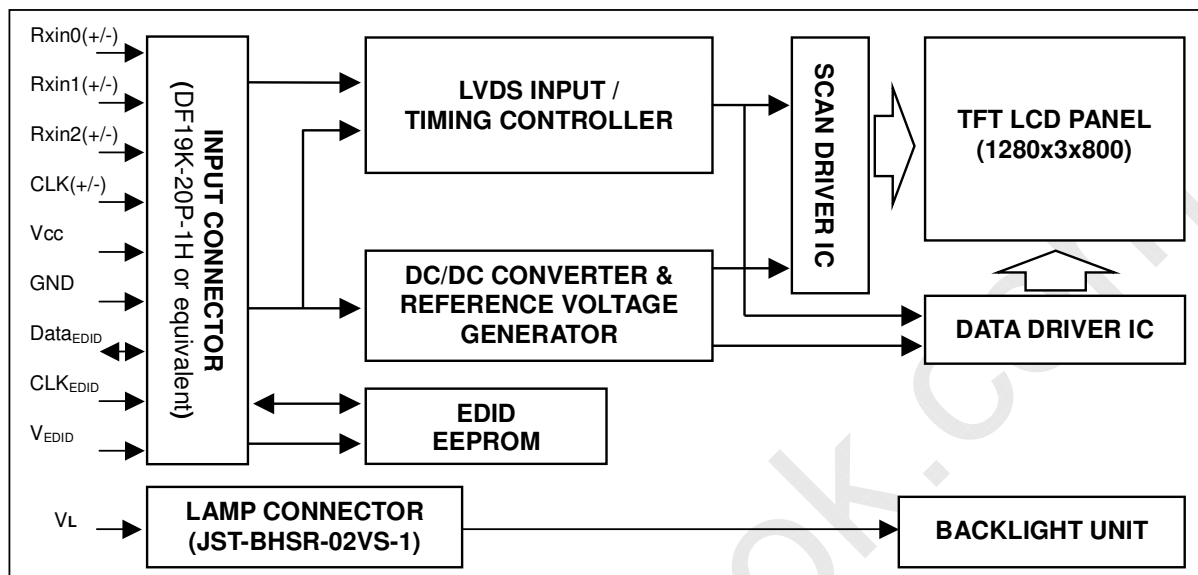 Rxin0(+/-)
Rxin1(+/-)
Rxin2(+/-)
CLK(+/-)
Vcc
GND
DataEDID
CLKEDID
VEDID
VL
INPUT CONNECTOR
(DF19K-20P-1H or equivalent)
LVDS INPUT /
TIMING CONTROLLER
DC/DC CONVERTER &
REFERENCE VOLTAGE
GENERATOR
EDID
EEPROM
LAMP CONNECTOR
(JST-BHSR-02VS-1)
SCAN DRIVER IC
TFT LCD PANEL
(1280x3x800)
DATA DRIVER IC
BACKLIGHT UNIT
ok.com